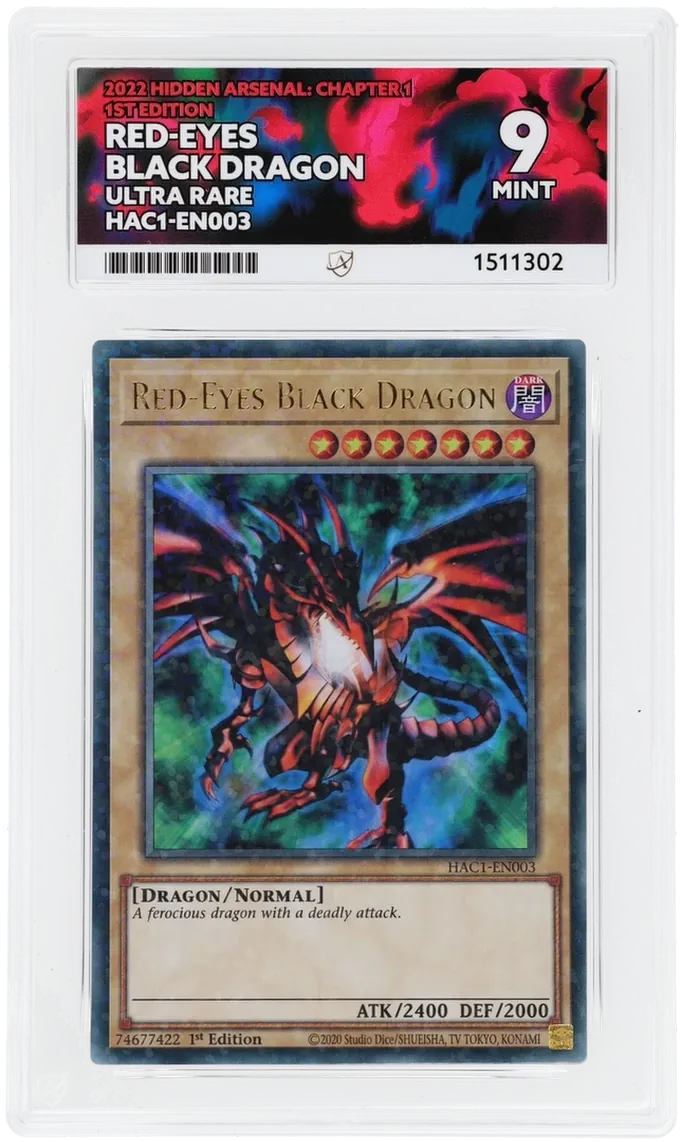 2022 HIDDEN ARSENAL: CHAPTER 1
1ST EDITION
RED-EYES
BLACK DRAGON
ULTRA RARE
HAC1-EN003
9
MINT
1511302
RED-EYES BLACK DRAGON
DARK
闇
HAC1-EN003
[DRAGON/NORMAL]
A ferocious dragon with a deadly attack.
ATK/2400 DEF/2000
74677422 1st Edition ©2020 Studio Dice/SHUEISHA, TV TOKYO, KONAMI